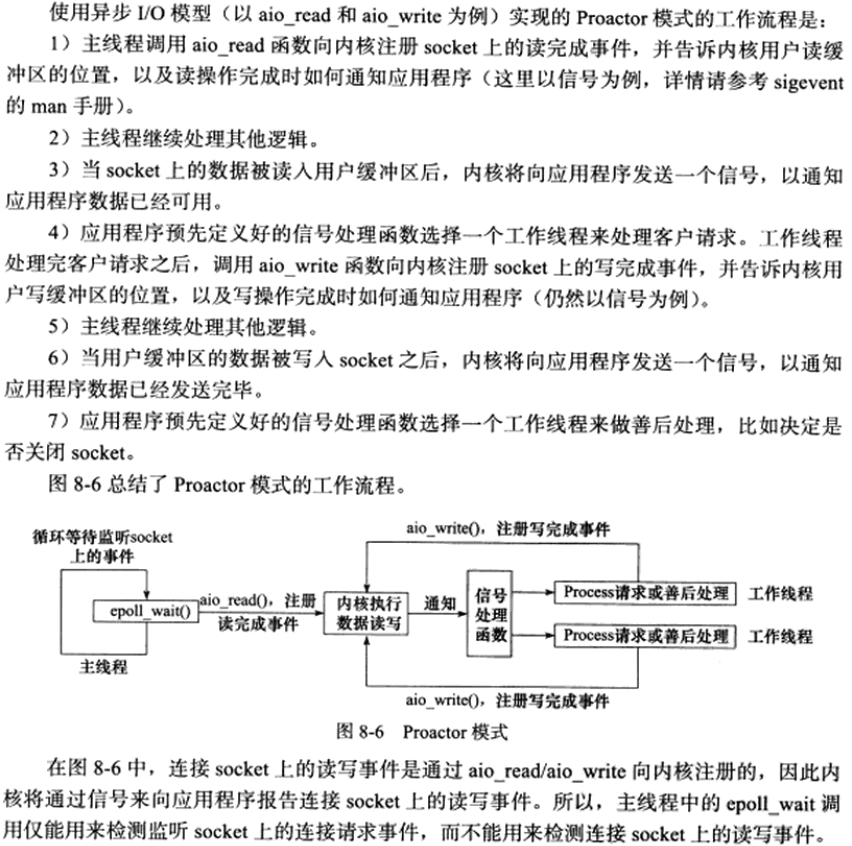 使用异步 I/O 模型（以 aio_read 和 aio_write 为例）实现的 Proactor 模式的工作流程是：
1）主线程调用 aio_read 函数向内核注册 socket 上的读完成事件，并告诉内核用户读缓
冲区的位置，以及读操作完成时如何通知应用程序（这里以信号为例，详情请参考 sigevent
的 man 手册）。
2）主线程继续处理其他逻辑。
3）当 socket 上的数据被读入用户缓冲区后，内核将向应用程序发送一个信号，以通知
应用程序数据已经可用。
4）应用程序预先定义好的信号处理函数选择一个工作线程来处理客户请求。工作线程
处理完客户请求之后，调用 aio_write 函数向内核注册 socket 上的写完成事件，并告诉内核用
户写缓冲区的位置，以及写操作完成时如何通知应用程序（仍然以信号为例）。
5）主线程继续处理其他逻辑。
6）当用户缓冲区的数据被写入 socket 之后，内核将向应用程序发送一个信号，以通知
应用程序数据已经发送完毕。
7）应用程序预先定义好的信号处理函数选择一个工作线程来做善后处理，比如决定是
否关闭 socket。
图 8-6 总结了 Proactor 模式的工作流程。
aio_write()，注册写完成事件
循环等待监听socket
上的事件
epoll_wait()
aio_read()，注册
读完成事件
内核执行
数据读写
通知
信号
处理
函数
Process请求或善后处理
工作线程
Process请求或善后处理
工作线程
主线程
aio_write()，注册写完成事件
图 8-6 Proactor 模式
在图 8-6 中，连接 socket 上的读写事件是通过 aio_read/aio_write 向内核注册的，因此内
核将通过信号来向应用程序报告连接 socket 上的读写事件。所以，主线程中的 epoll_wait 调
用仅能用来检测监听 socket 上的连接请求事件，而不能用来检测连接 socket 上的读写事件。